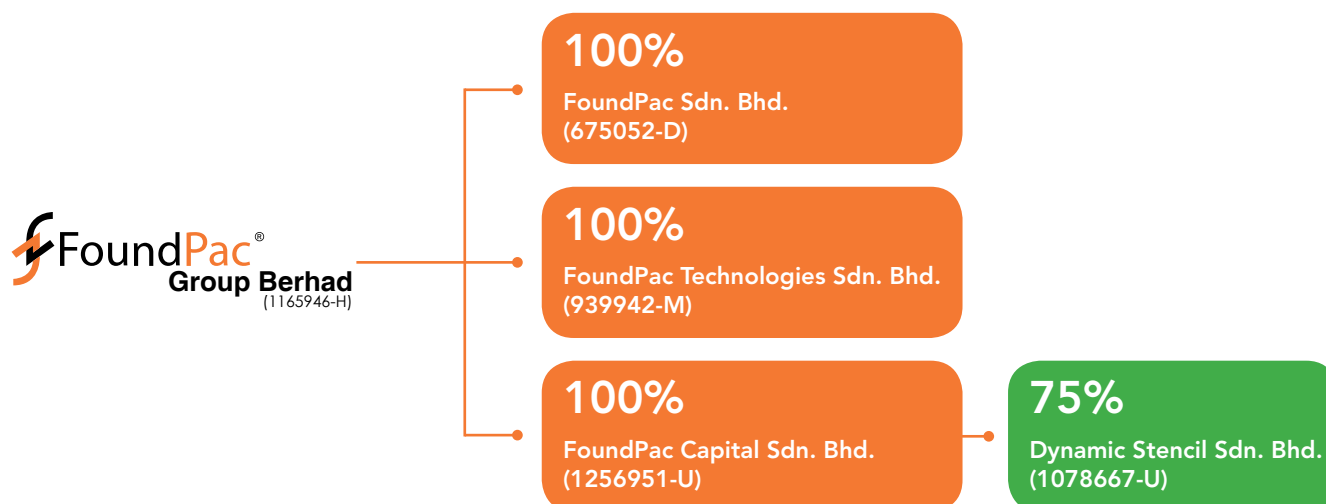 100%
FoundPac Sdn. Bhd.
(675052-D)
FoundPac®
Group Berhad
(1165946-H)
100%
FoundPac Technologies Sdn. Bhd.
(939942-M)
100%
FoundPac Capital Sdn. Bhd.
(1256951-U)
75%
Dynamic Stencil Sdn. Bhd.
(1078667-U)